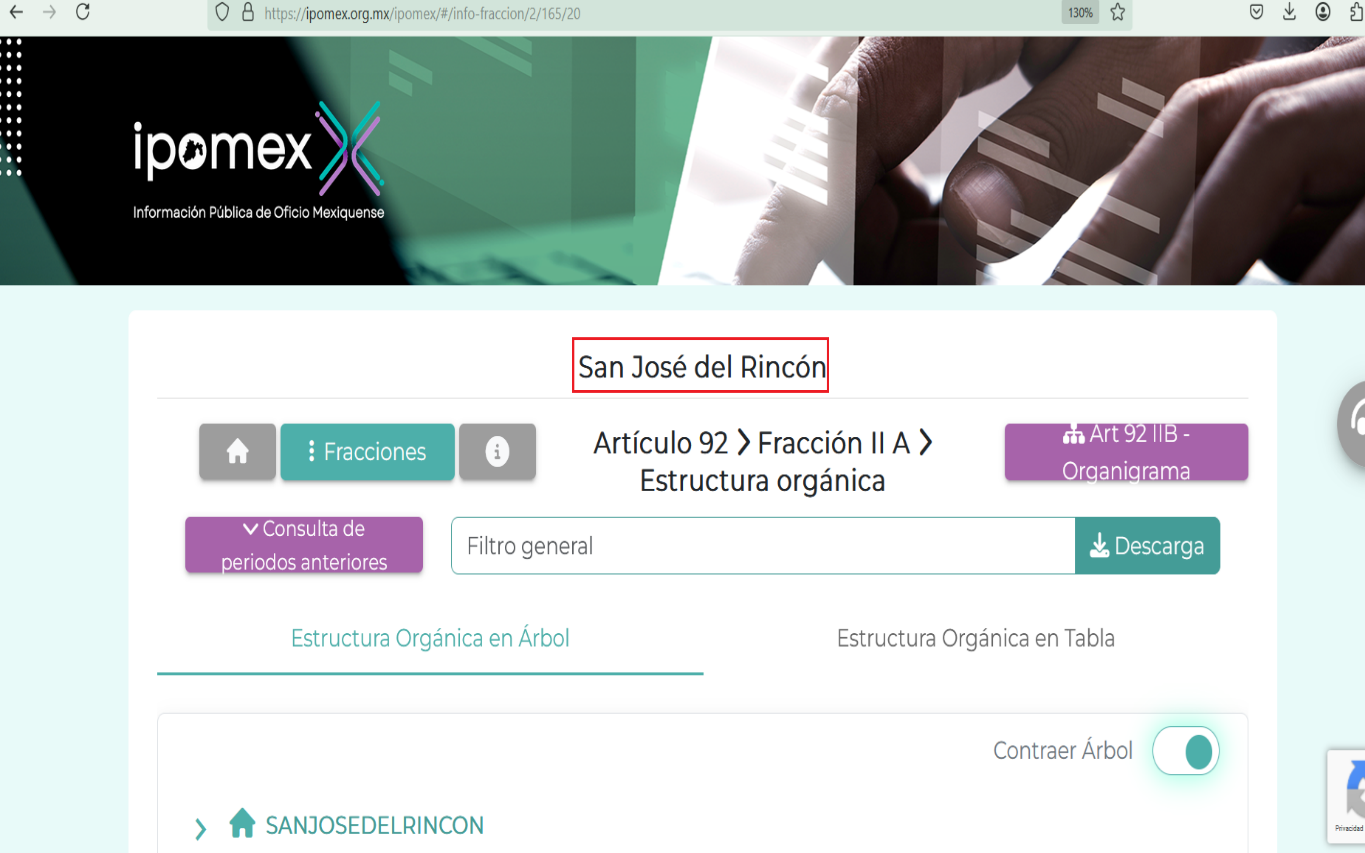 https://ipomex.org.mx/ipomex/#/info-fraccion/2/165/20
130%
ipomex
Información Pública de Oficio Mexiquense
San José del Rincón
Fracciones
Artículo 92 > Fracción II A >
Estructura orgánica
Art 92 IIB -
Organigrama
Consulta de
periodos anteriores
Filtro general
Descarga
Estructura Orgánica en Árbol
Estructura Orgánica en Tabla
Contraer Árbol
SANJOSEDELRINCON
Privacidad